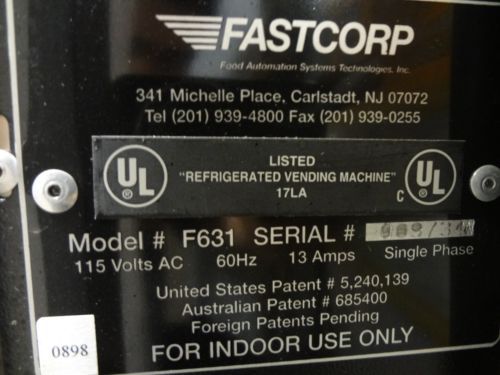 FASTCORP
Food Automation Systems Technologies, Inc.
341 Michelle Place, Carlstadt, NJ 07072
Tel (201) 939-4800 Fax (201) 939-0255
UL
LISTED
"REFRIGERATED VENDING MACHINE"
17LA
C UL
Model # F631 SERIAL #
115 Volts AC 60Hz 13 Amps Single Phase
United States Patent # 5,240,139
Australian Patent # 685400
Foreign Patents Pending
FOR INDOOR USE ONLY
0898